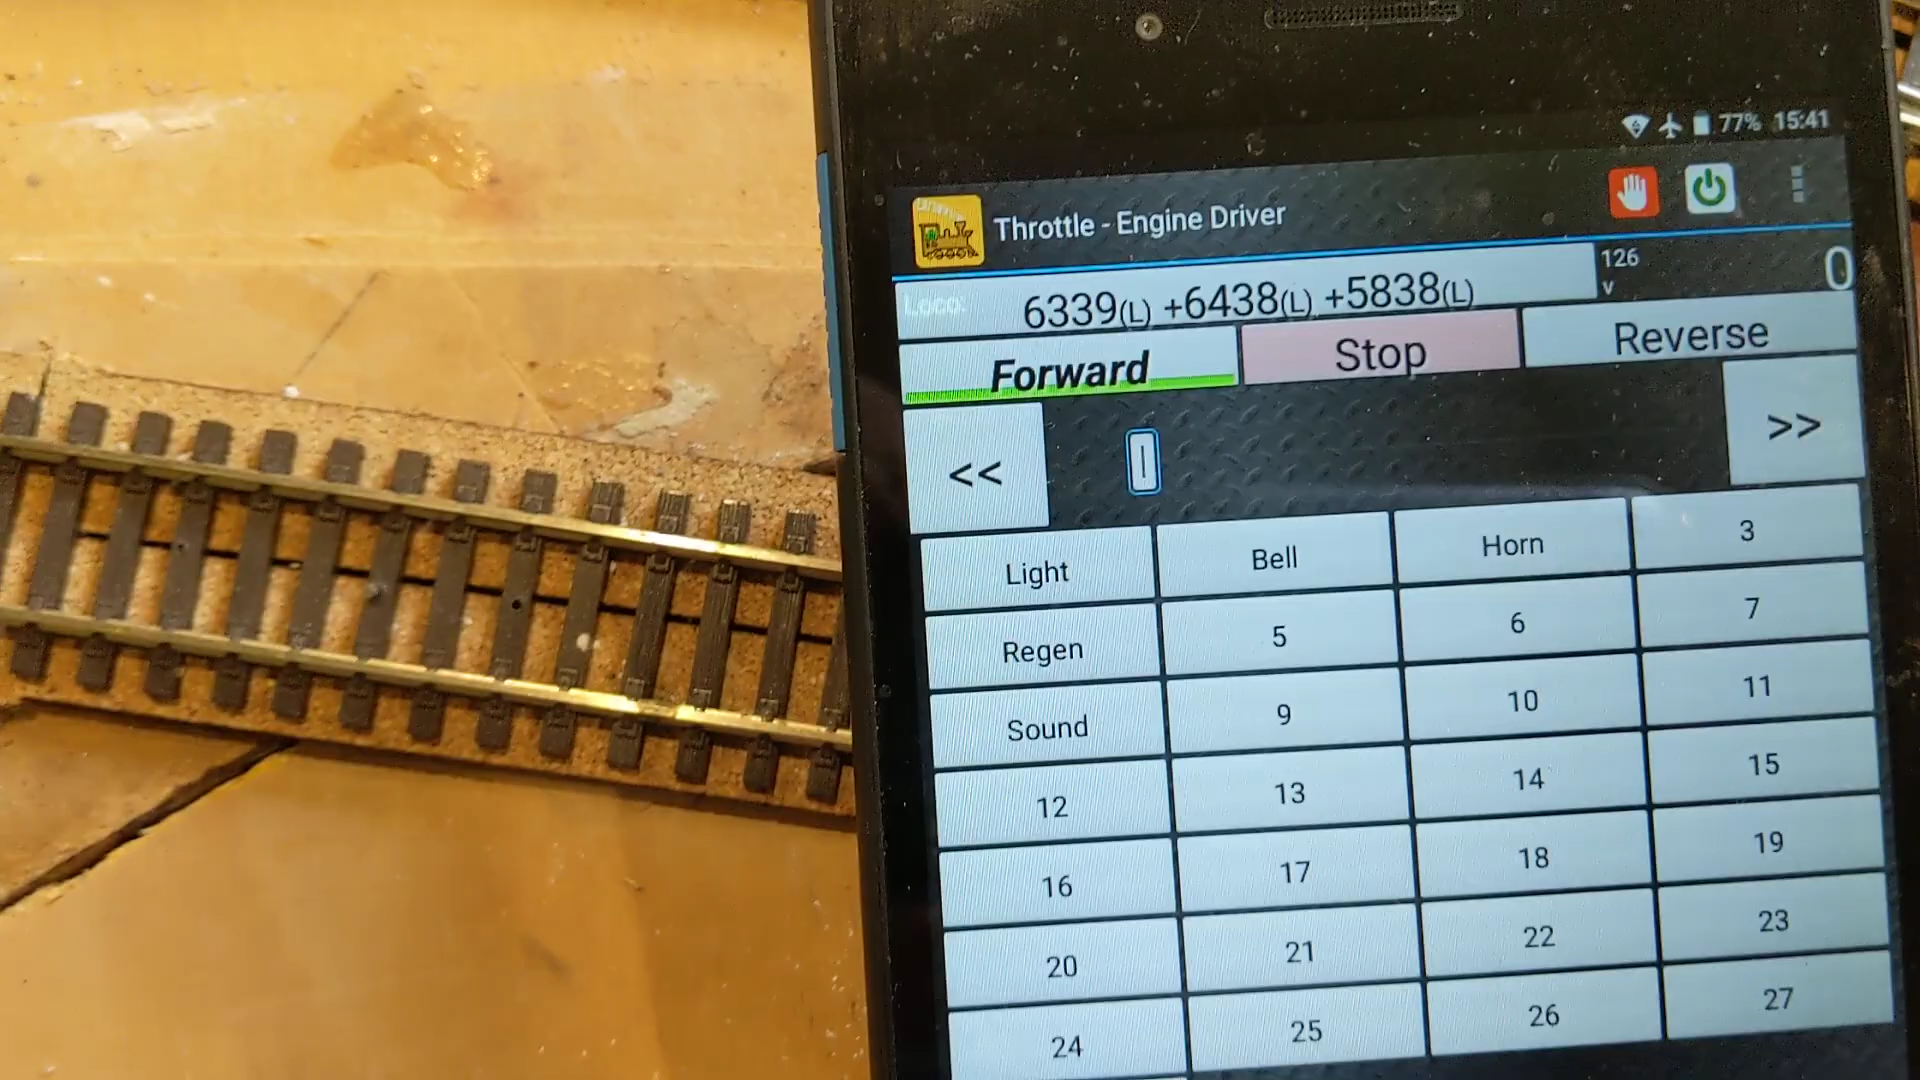 77% 15:41
Throttle - Engine Driver
Loco: 6339(L) +6438(L) +5838(L) 126 v 0
Forward Stop Reverse
<< >>
Light Bell Horn 3
Regen 5 6 7
Sound 9 10 11
12 13 14 15
16 17 18 19
20 21 22 23
24 25 26 27